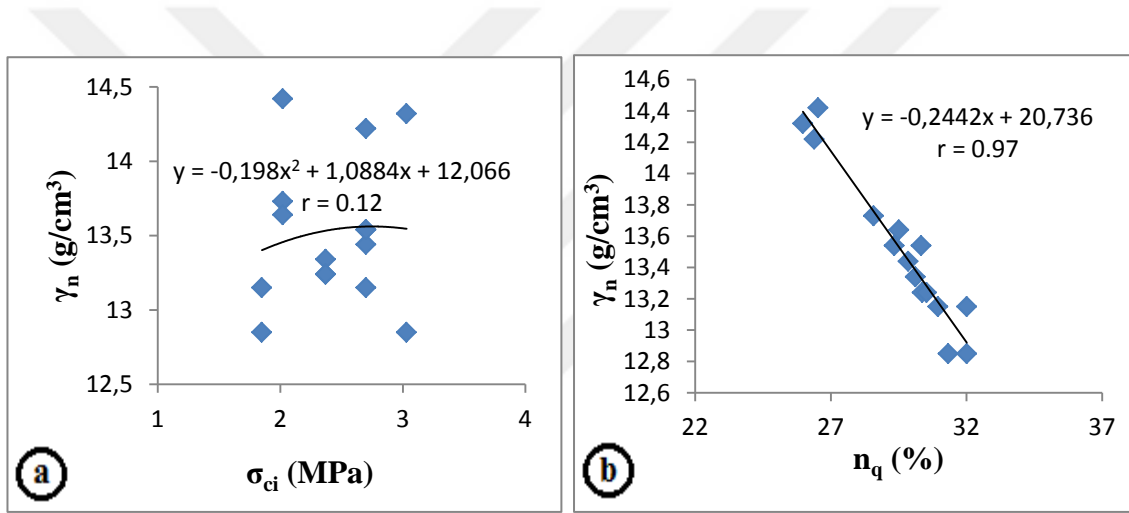 14,5
14
13,5
13
12,5
γn (g/cm³)
y = -0,198x² + 1,0884x + 12,066
r = 0.12
1 2 3 4
σci (MPa)
a
14,6
14,4
14,2
14
13,8
13,6
13,4
13,2
13
12,8
12,6
γn (g/cm³)
y = -0,2442x + 20,736
r = 0.97
22 27 32 37
nq (%)
b